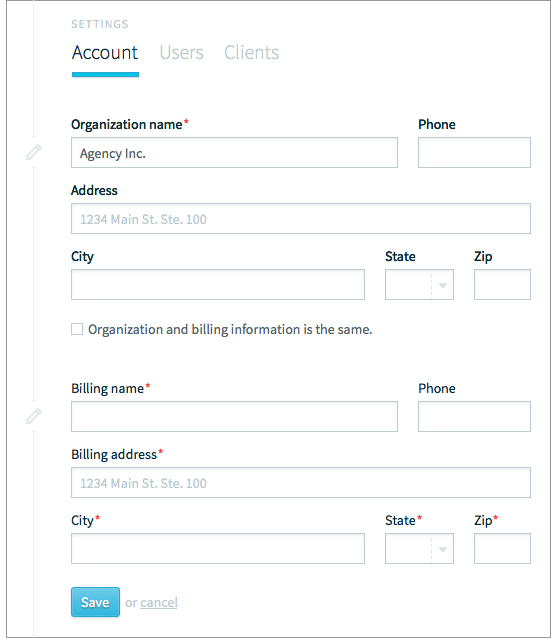 SETTINGS
Account Users Clients
Organization name* Phone
Agency Inc.
Address
1234 Main St. Ste. 100
City State Zip
Organization and billing information is the same.
Billing name* Phone
Billing address*
1234 Main St. Ste. 100
City* State* Zip*
Save or cancel